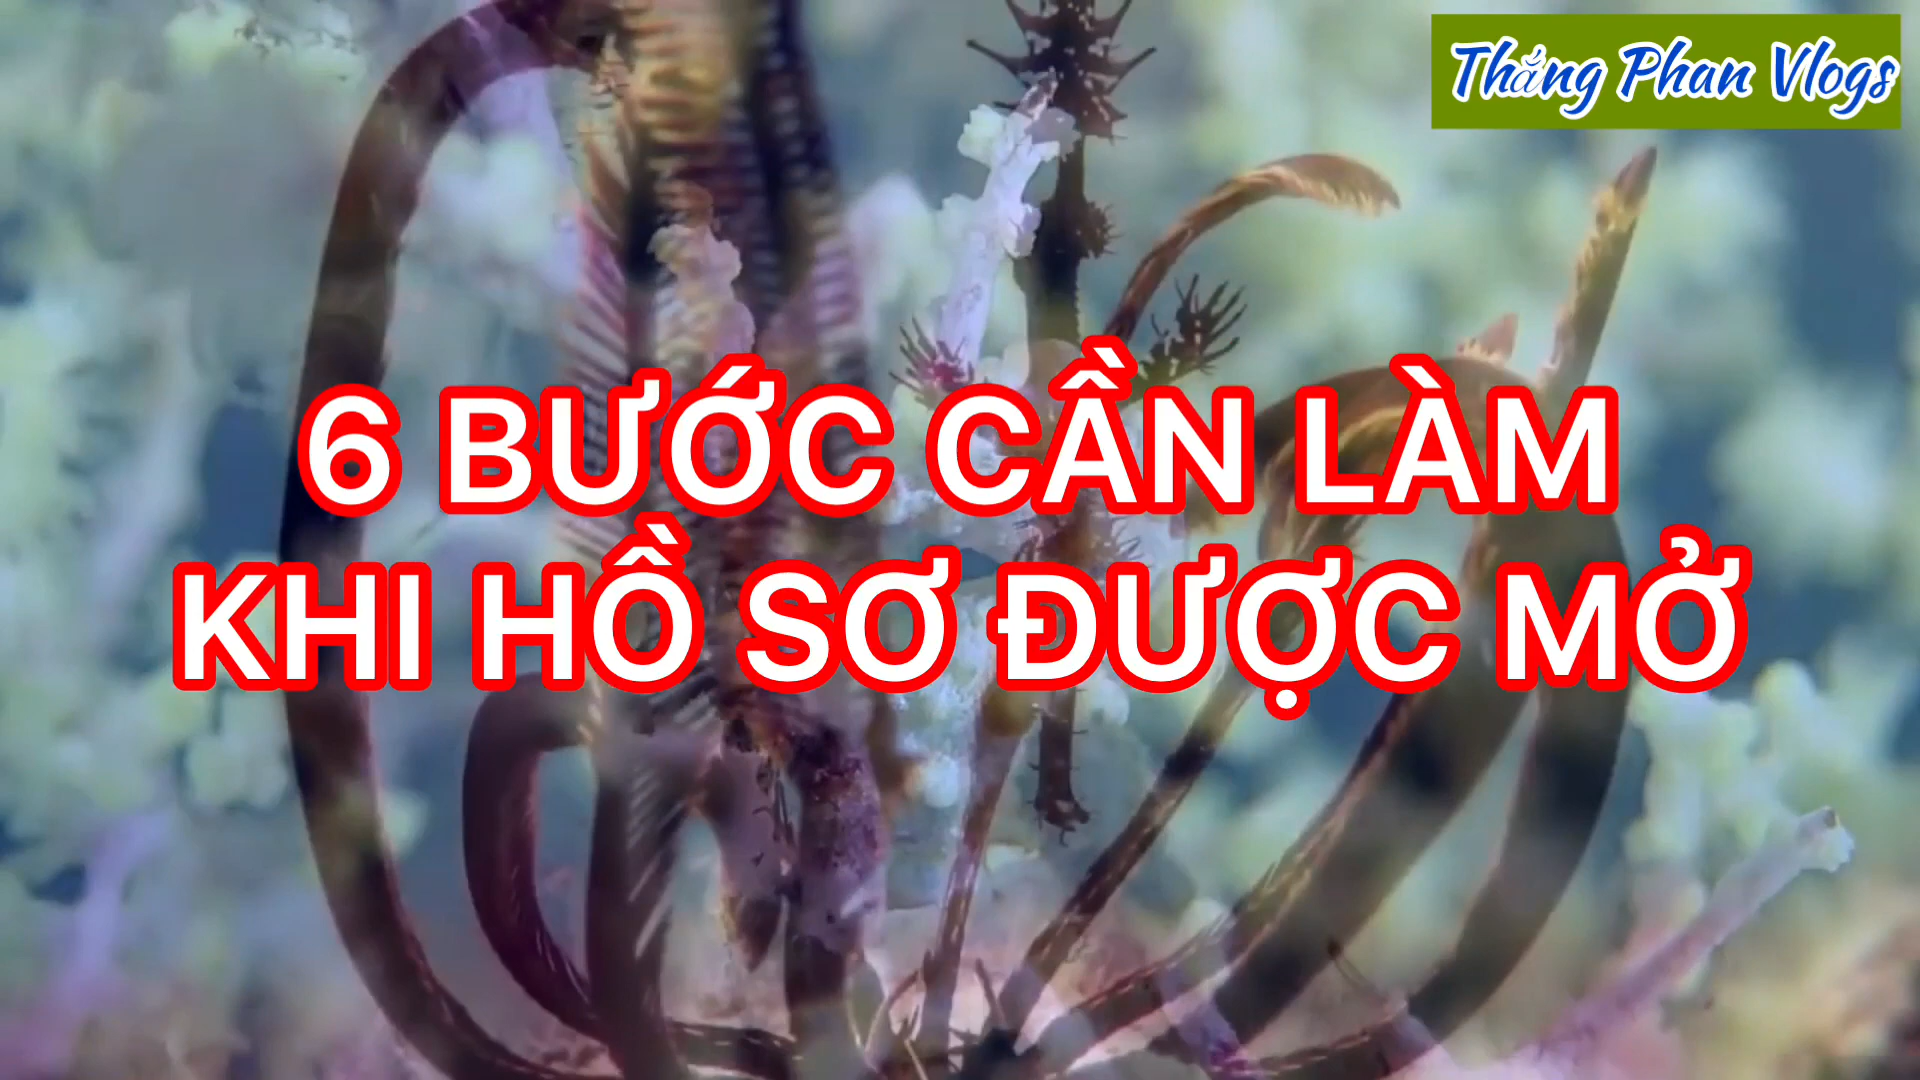 Thắng Phan Vlogs
6 BƯỚC CẦN LÀM
KHI HỒ SƠ ĐƯỢC MỞ